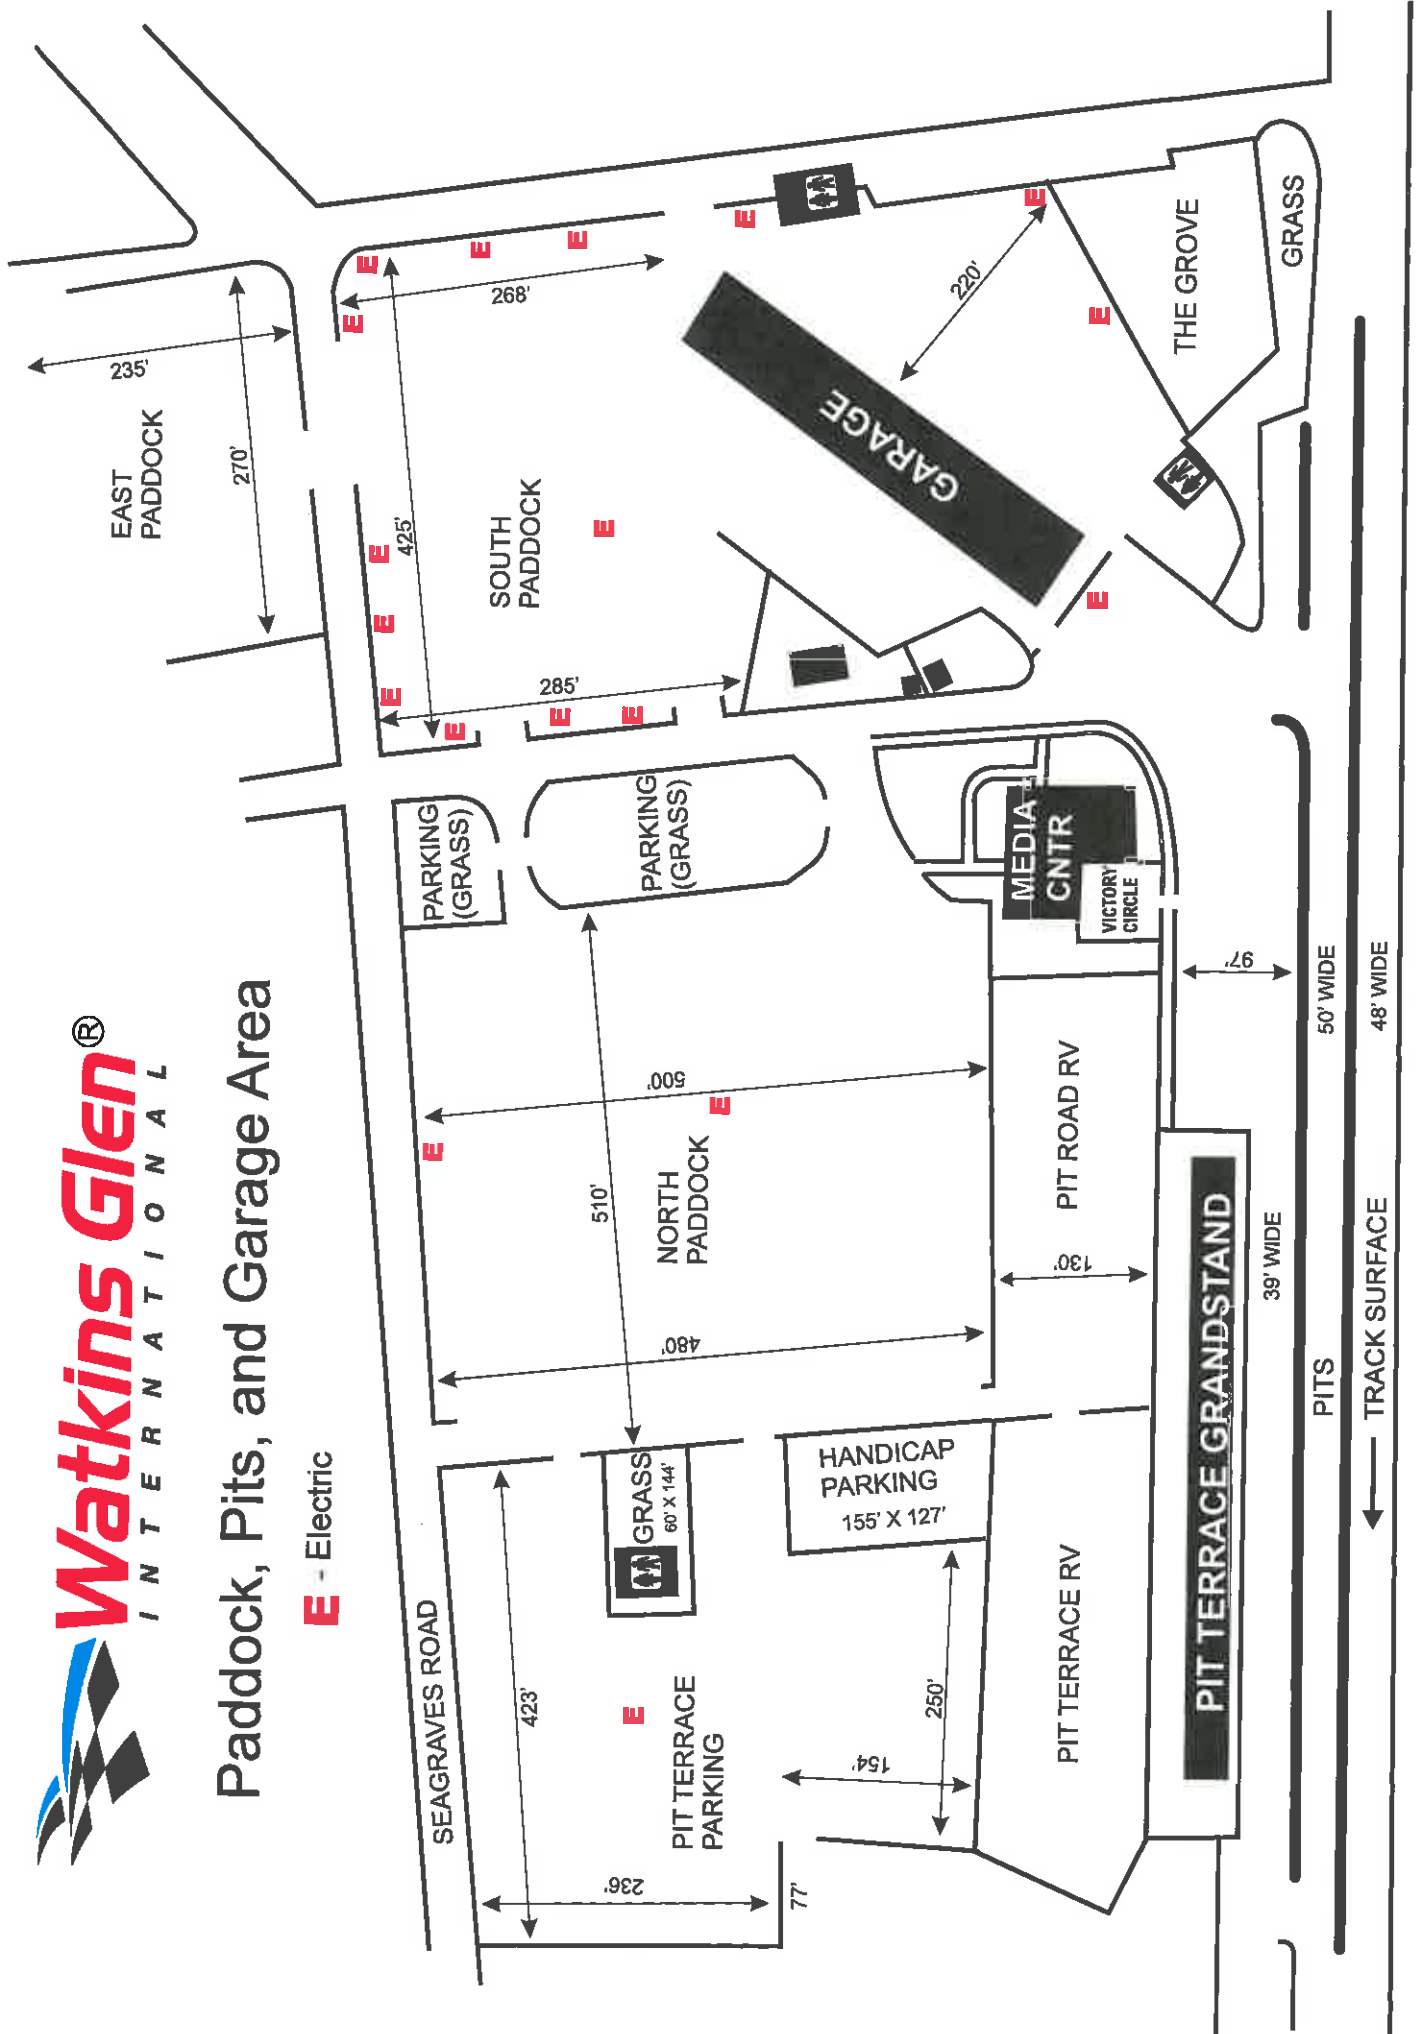 Watkins Glen®
INTERNATIONAL
Paddock, Pits, and Garage Area
E - Electric
SEAGRAVES ROAD
423'
236'
77'
E
PIT TERRACE
PARKING
GRASS
60' X 144'
HANDICAP
PARKING
155' X 127'
250'
154'
PIT TERRACE RV
PIT TERRACE GRANDSTAND
480'
510'
500'
E
E
NORTH
PADDOCK
130'
PIT ROAD RV
39' WIDE
PITS
TRACK SURFACE
50' WIDE
48' WIDE
97'
PARKING
(GRASS)
PARKING
(GRASS)
MEDIA
CNTR
VICTORY
CIRCLE
EAST
PADDOCK
235'
270'
425'
268'
285'
SOUTH
PADDOCK
E
E
E
E
E
E
E
E
E
E
E
E
GARAGE
220'
E
E
E
THE GROVE
GRASS